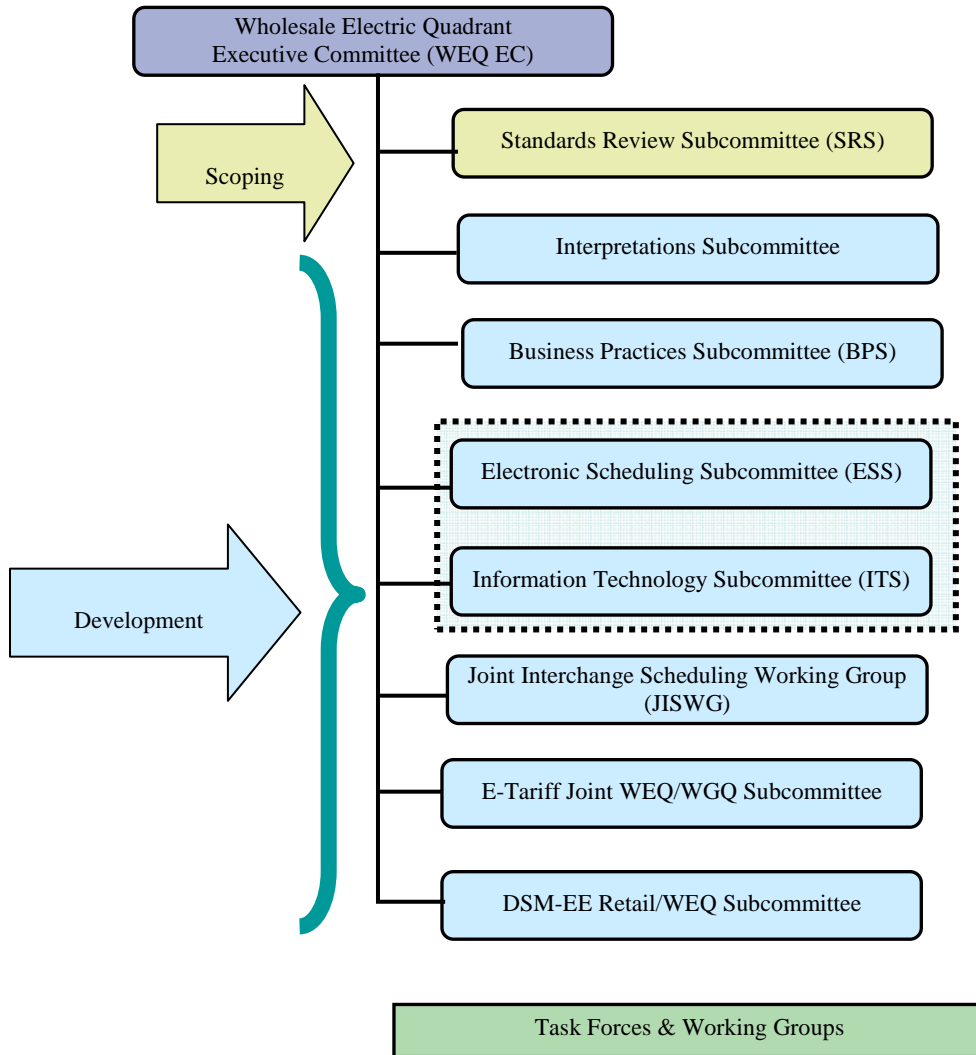 Wholesale Electric Quadrant
Executive Committee (WEQ EC)
Standards Review Subcommittee (SRS)
Scoping
Interpretations Subcommittee
Business Practices Subcommittee (BPS)
Electronic Scheduling Subcommittee (ESS)
Information Technology Subcommittee (ITS)
Development
Joint Interchange Scheduling Working Group
(JISWG)
E-Tariff Joint WEQ/WGQ Subcommittee
DSM-EE Retail/WEQ Subcommittee
Task Forces & Working Groups